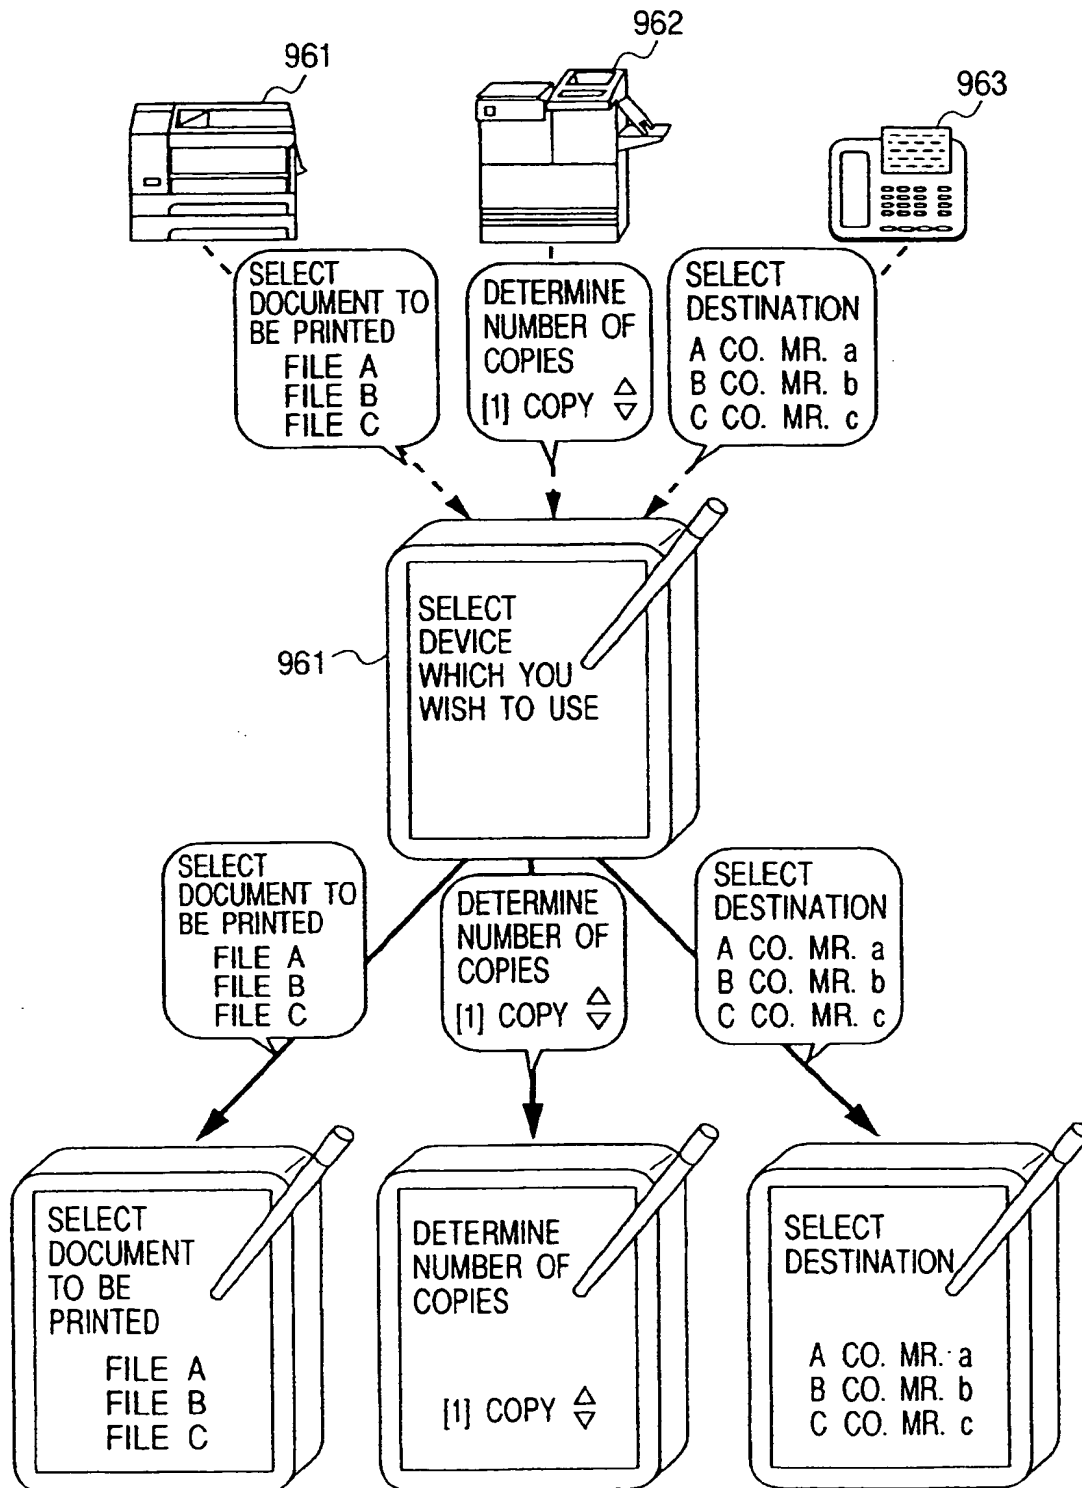 961
962
963
SELECT
DOCUMENT TO
BE PRINTED
FILE A
FILE B
FILE C
DETERMINE
NUMBER OF
COPIES
[1] COPY △▽
SELECT
DESTINATION
A CO. MR. a
B CO. MR. b
C CO. MR. c
961
SELECT
DEVICE
WHICH YOU
WISH TO USE
SELECT
DOCUMENT TO
BE PRINTED
FILE A
FILE B
FILE C
DETERMINE
NUMBER OF
COPIES
[1] COPY △▽
SELECT
DESTINATION
A CO. MR. a
B CO. MR. b
C CO. MR. c
SELECT
DOCUMENT
TO BE
PRINTED
FILE A
FILE B
FILE C
DETERMINE
NUMBER OF
COPIES
[1] COPY △▽
SELECT
DESTINATION
A CO. MR. a
B CO. MR. b
C CO. MR. c